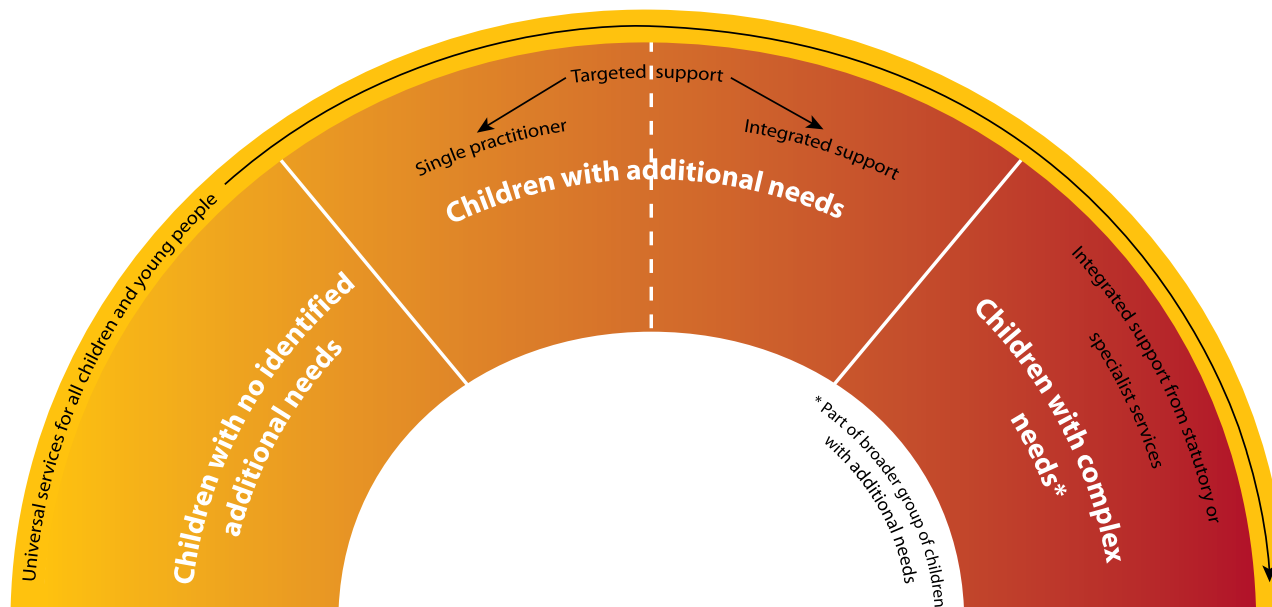 Universal services for all children and young people
Children with no identified
additional needs
Targeted support
Single practitioner
Integrated support
Children with additional needs
Integrated support from statutory or
specialist services
Children with complex
needs*
* Part of broader group of children
with additional needs